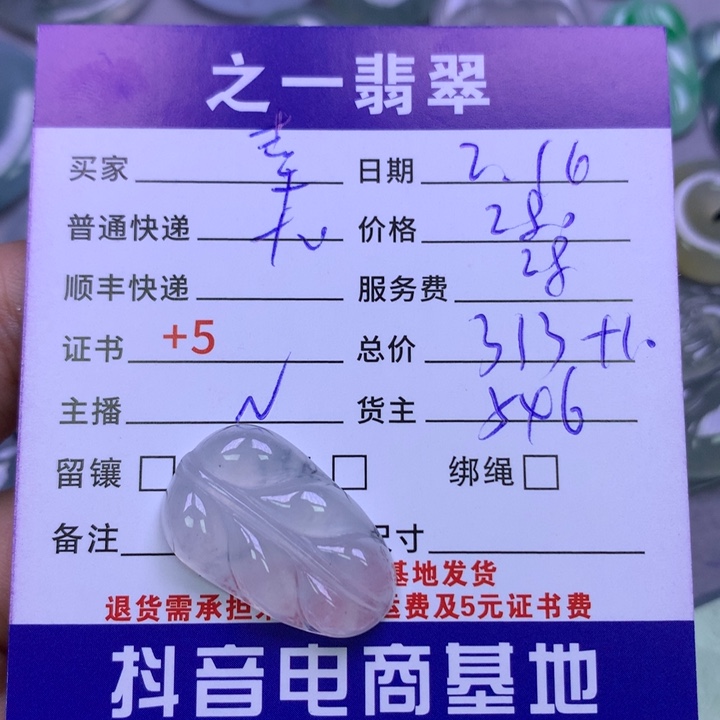 之一翡翠
买家 日期 2.16
普通快递 价格 28.
顺丰快递 服务费 28
证书 +5 总价 313+
主播 N 货主 546
留镶 绑绳
备注 尺寸
基地发货
退货需承担 运费及5元证书费
抖音电商基地